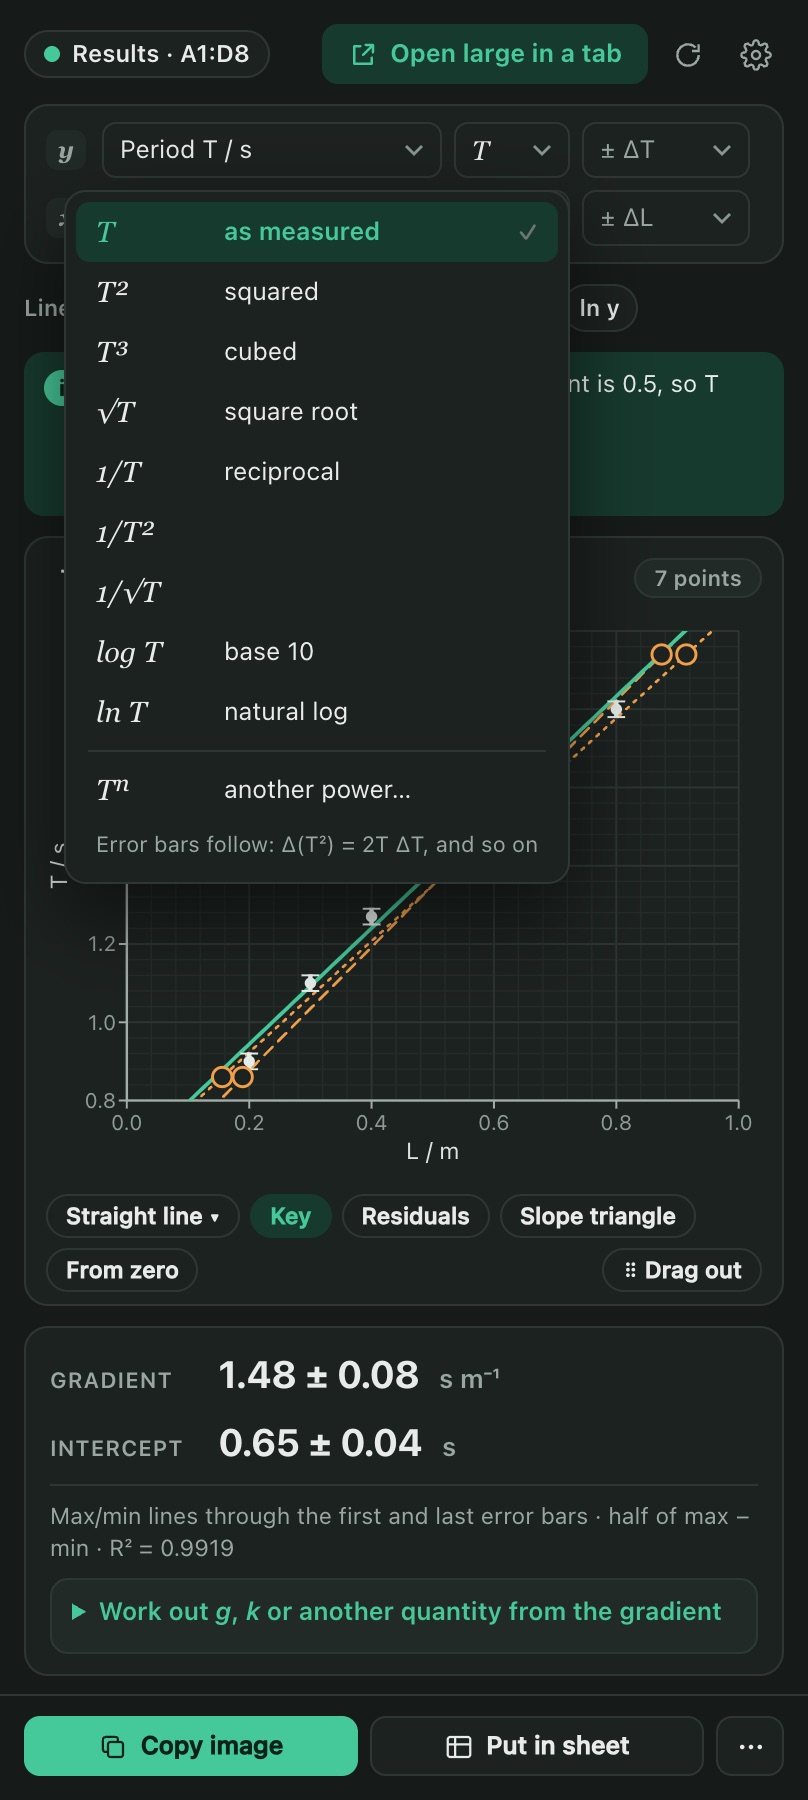 Results · A1:D8
Open large in a tab
y
Period T / s
T
± ΔT
± ΔL
T as measured
T² squared
T³ cubed
√T square root
1/T reciprocal
1/T²
1/√T
log T base 10
ln T natural log
Tⁿ another power...
Error bars follow: Δ(T²) = 2T ΔT, and so on
ln y
is 0.5, so T
7 points
T / s
1.2
1.0
0.8
0.0 0.2 0.4 0.6 0.8 1.0
L / m
Straight line ▾
Key
Residuals
Slope triangle
From zero
Drag out
GRADIENT 1.48 ± 0.08 s m⁻¹
INTERCEPT 0.65 ± 0.04 s
Max/min lines through the first and last error bars · half of max –
min · R² = 0.9919
Work out g, k or another quantity from the gradient
Copy image
Put in sheet